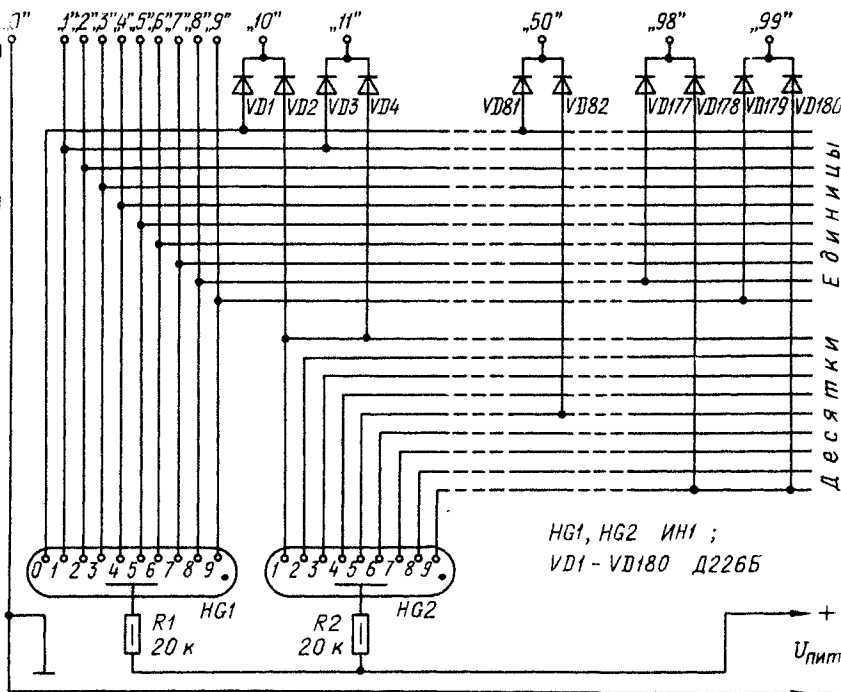 „0” „1” „2” „3” „4” „5” „6” „7” „8” „9” „10” „11” „50” „98” „99”
VD1 VD2 VD3 VD4 VD81 VD82 VD177 VD178 VD179 VD180
Единицы
Десятки
0 1 2 3 4 5 6 7 8 9
HG1
1 2 3 4 5 6 7 8 9
HG2
HG1, HG2 ИН1 ;
VD1 - VD180 Д226Б
R1
20 к
R2
20 к
+
Uпит